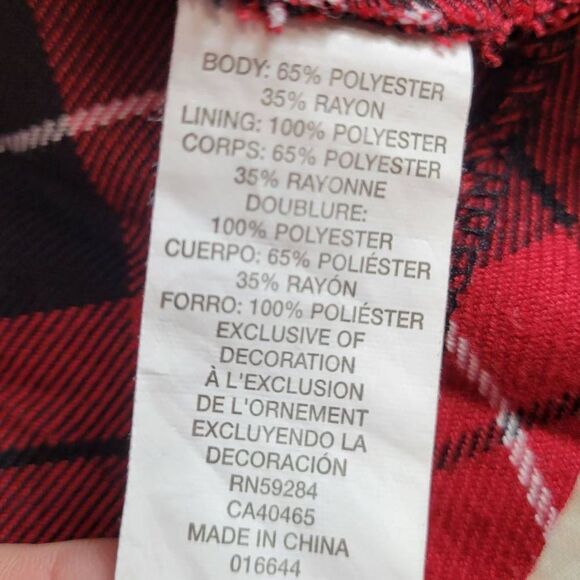 BODY: 65% POLYESTER
35% RAYON
LINING: 100% POLYESTER
CORPS: 65% POLYESTER
35% RAYONNE
DOUBLURE:
100% POLYESTER
CUERPO: 65% POLIÉSTER
35% RAYÓN
FORRO: 100% POLIÉSTER
EXCLUSIVE OF
DECORATION
À L'EXCLUSION
DE L'ORNEMENT
EXCLUYENDO LA
DECORACIÓN
RN59284
CA40465
MADE IN CHINA
016644